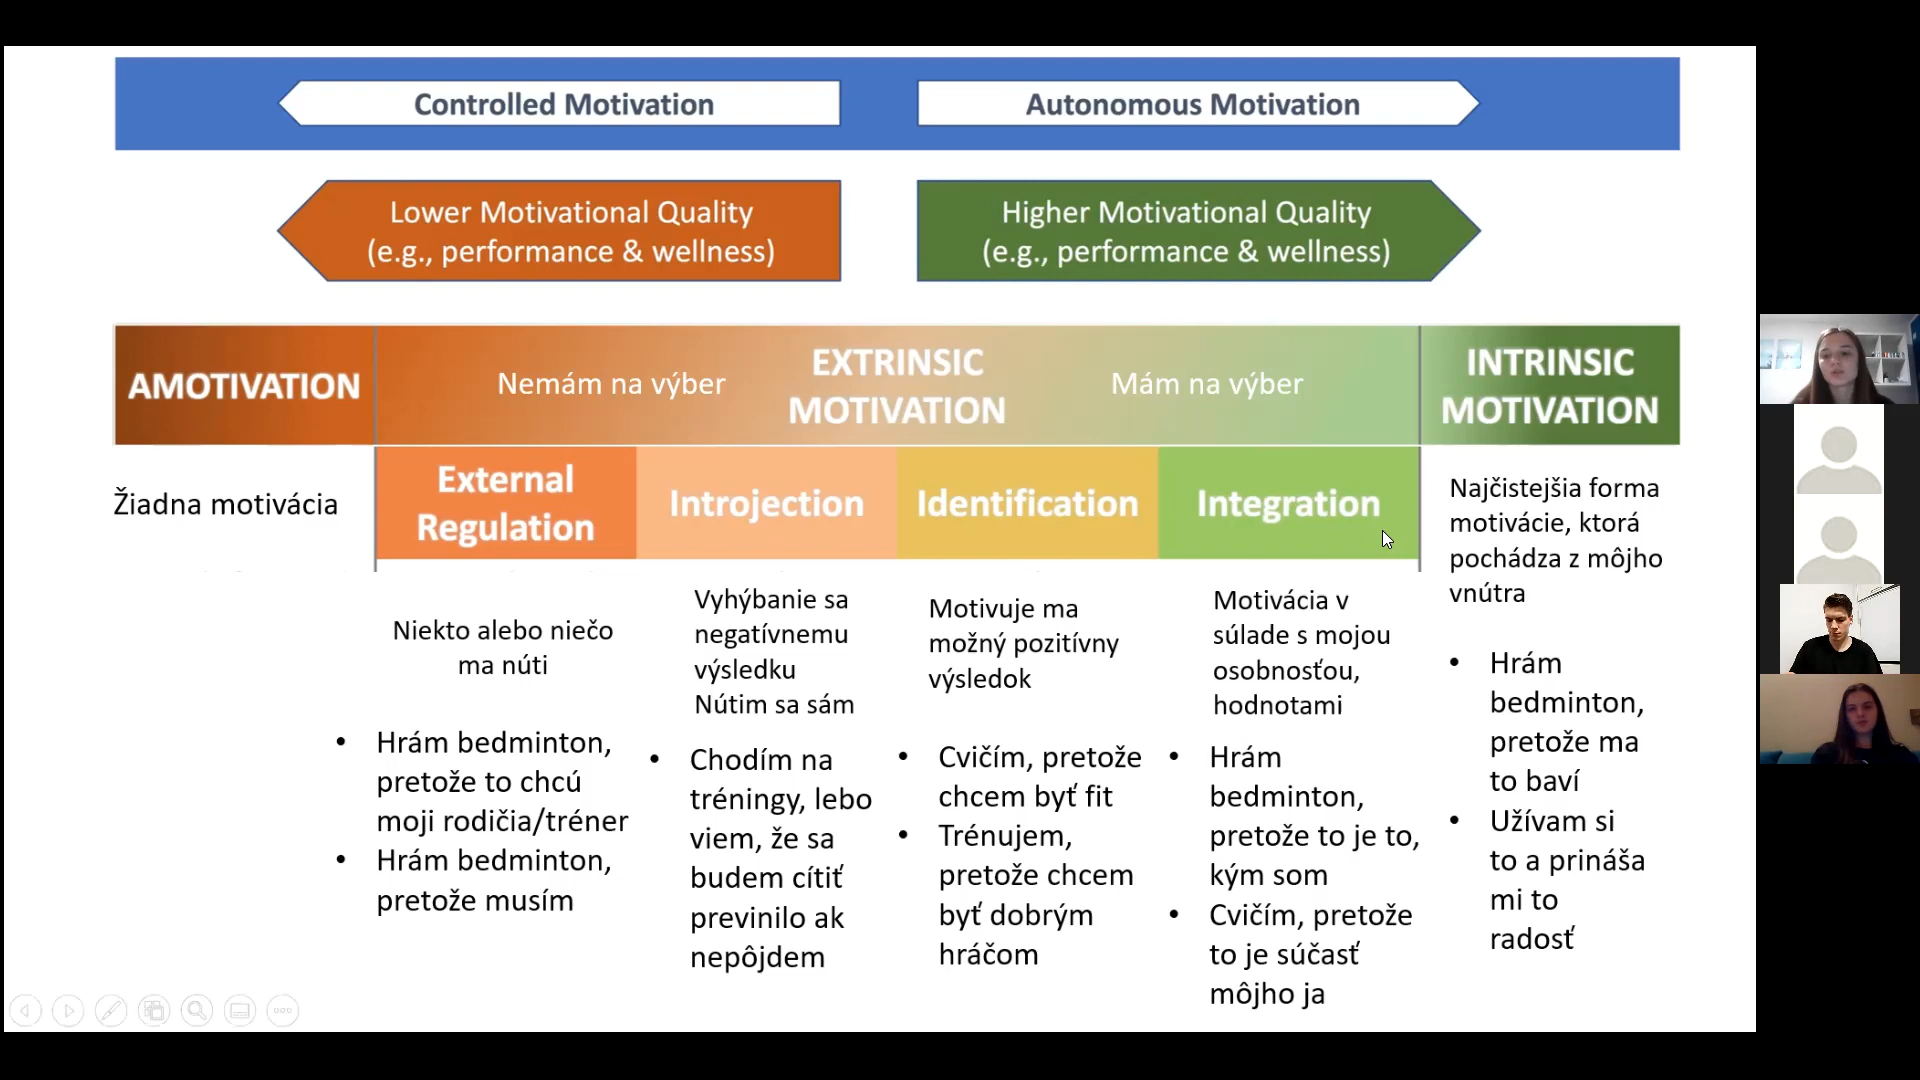 Controlled Motivation
Autonomous Motivation
Lower Motivational Quality
(e.g., performance & wellness)
Higher Motivational Quality
(e.g., performance & wellness)
AMOTIVATION
Nemám na výber
EXTRINSIC
MOTIVATION
Mám na výber
INTRINSIC
MOTIVATION
Žiadna motivácia
External
Regulation
Introjection
Identification
Integration
Niekto alebo niečo
ma núti
• Hrám bedminton,
pretože to chcú
moji rodičia/tréner
• Hrám bedminton,
pretože musím
Vyhýbanie sa
negatívnemu
výsledku
Nútim sa sám
• Chodím na
tréningy, lebo
viem, že sa
budem cítiť
previnilo ak
nepôjdem
Motivuje ma
možný pozitívny
výsledok
• Cvičím, pretože
chcem byť fit
• Trénujem,
pretože chcem
byť dobrým
hráčom
Motivácia v
súlade s mojou
osobnosťou,
hodnotami
• Hrám
bedminton,
pretože to je to,
kým som
• Cvičím, pretože
to je súčasť
môjho ja
Najčistejšia forma
motivácie, ktorá
pochádza z môjho
vnútra
• Hrám
bedminton,
pretože ma
to baví
• Užívam si
to a prináša
mi to
radosť